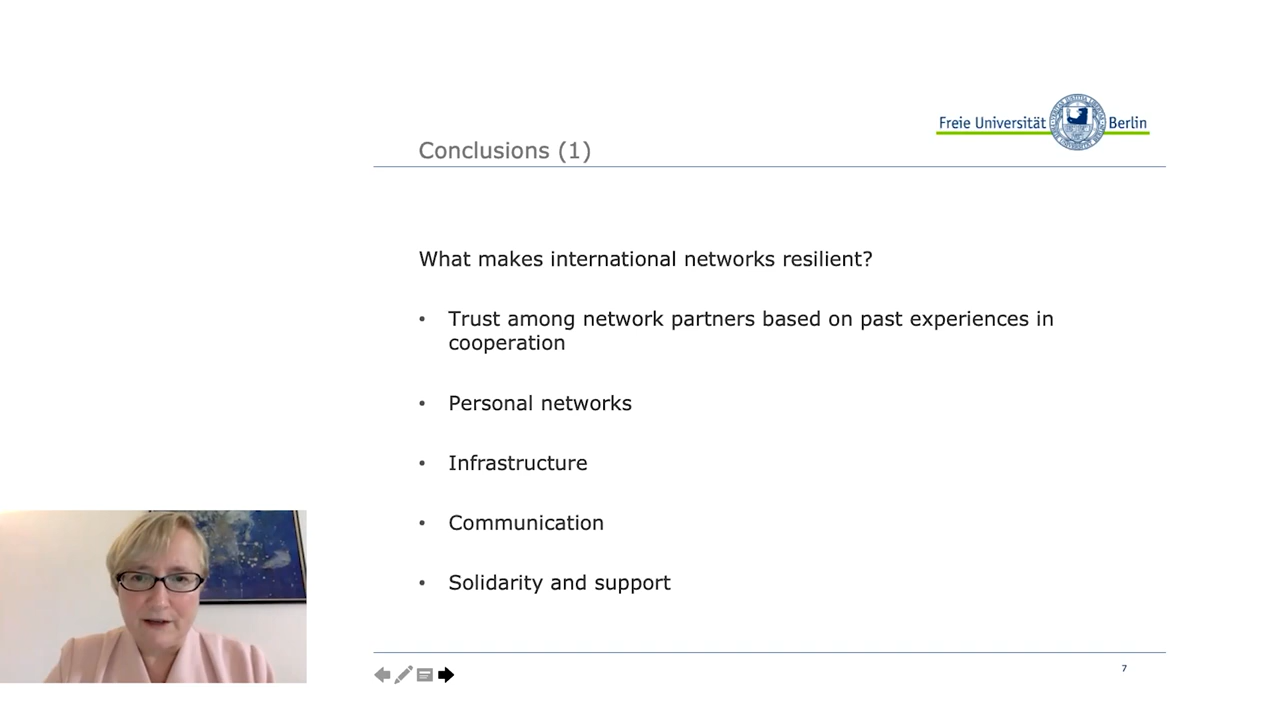 Freie Universität Berlin
Conclusions (1)
What makes international networks resilient?
• Trust among network partners based on past experiences in
cooperation
• Personal networks
• Infrastructure
• Communication
• Solidarity and support
7